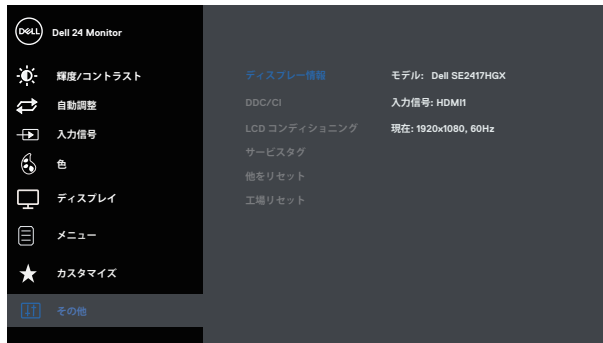 DELL
Dell 24 Monitor
輝度/コントラスト
自動調整
入力信号
色
ディスプレイ
メニュー
カスタマイズ
その他
ディスプレー情報
DDC/CI
LCD コンディショニング
サービスタグ
他をリセット
工場リセット
モデル: Dell SE2417HGX
入力信号: HDMI1
現在: 1920x1080, 60Hz